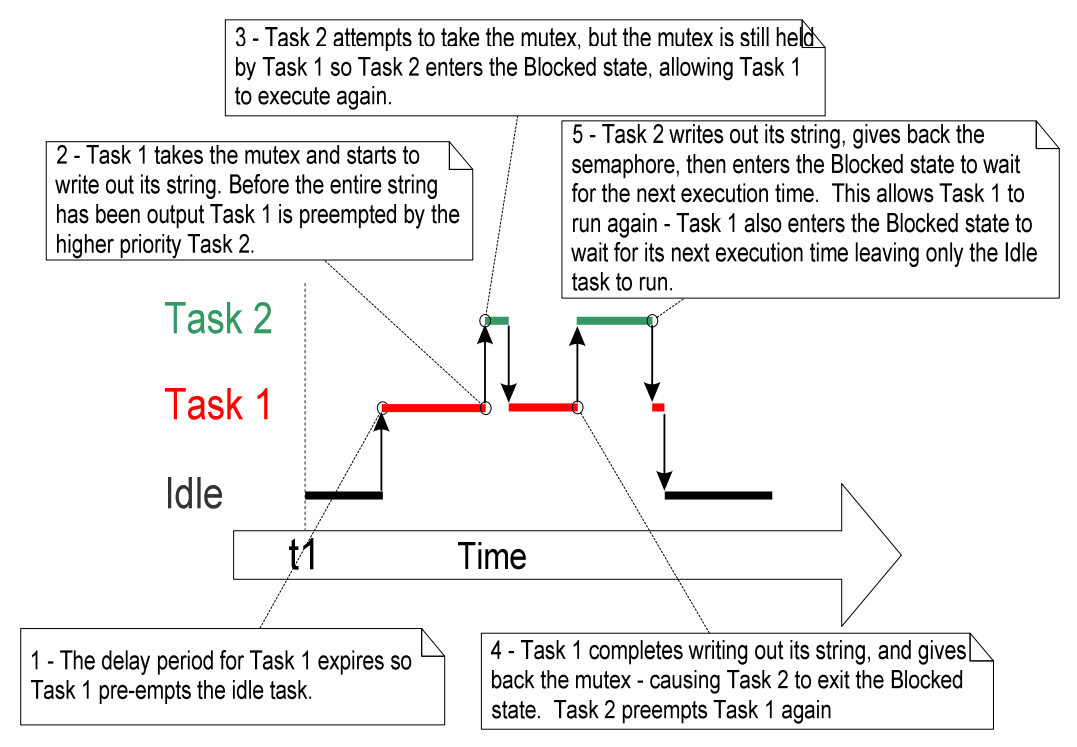 3 - Task 2 attempts to take the mutex, but the mutex is still held
by Task 1 so Task 2 enters the Blocked state, allowing Task 1
to execute again.
5 - Task 2 writes out its string, gives back the
semaphore, then enters the Blocked state to wait
for the next execution time.  This allows Task 1 to
run again - Task 1 also enters the Blocked state to
wait for its next execution time leaving only the Idle
task to run.
2 - Task 1 takes the mutex and starts to
write out its string. Before the entire string
has been output Task 1 is preempted by the
higher priority Task 2.
Task 2
Task 1
Idle
t1
Time
1 - The delay period for Task 1 expires so
Task 1 pre-empts the idle task.
4 - Task 1 completes writing out its string, and gives
back the mutex - causing Task 2 to exit the Blocked
state.  Task 2 preempts Task 1 again